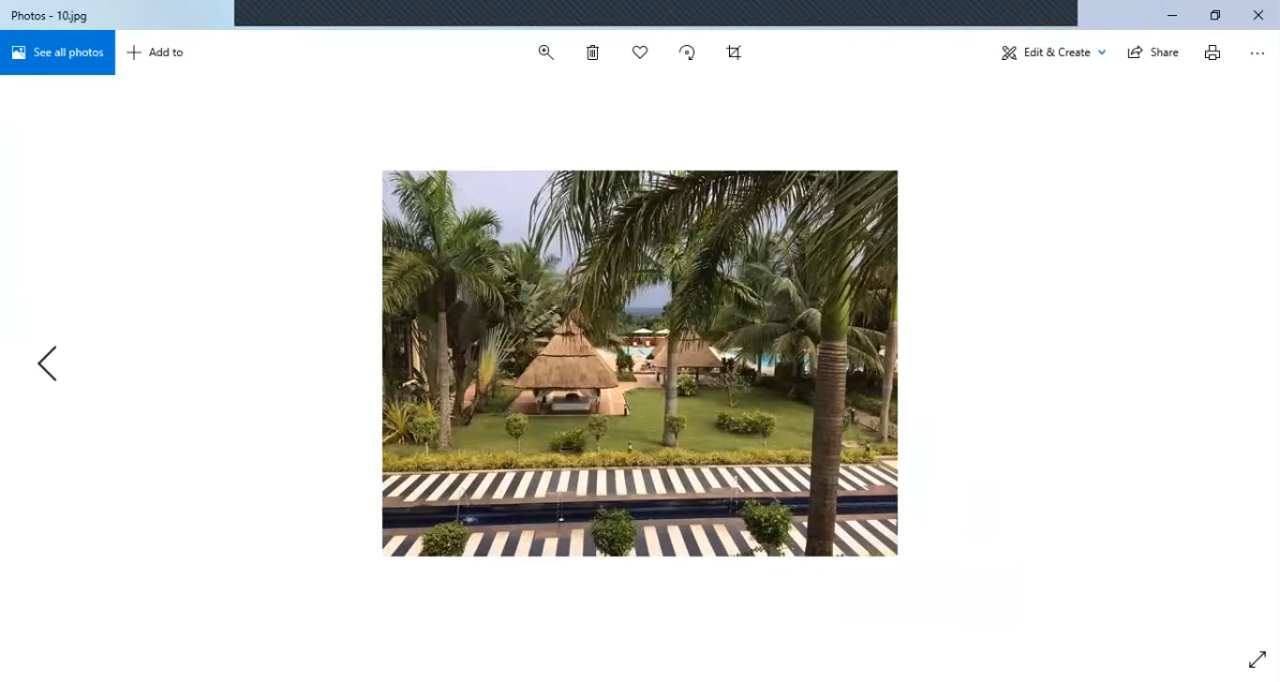 Photos - 10.jpg
See all photos
Add to
Edit & Create
Share